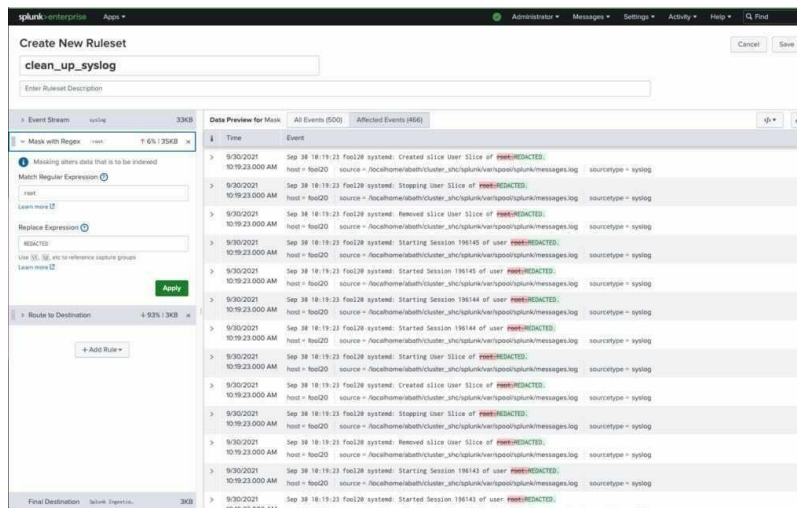 splunk>enterprise Apps Administrator Messages Settings Activity Help Find
Create New Ruleset
Cancel Save
clean_up_syslog
Enter Ruleset Description
Event Stream syslog 33KB
Data Preview for Mask All Events (500) Affected Events (466)
Mask with Regex root ↑ 6% | 35KB ×
i Time Event
Masking alters data that is to be indexed
Match Regular Expression
root
Learn more
Replace Expression
REDACTED
Use \1, \2, etc to reference capture groups
Learn more
Apply
Route to Destination ↓ 93% | 3KB ×
+ Add Rule
Final Destination 3KB
9/30/2021 Sep 30 10:19:23 fool20 systemd: Created slice User Slice of root.REDACTED.
10:19:23.000 AM host = fool20 source = /localhome/abath/cluster_shc/splunk/var/spool/splunk/messages.log sourcetype = syslog
9/30/2021 Sep 30 10:19:23 fool20 systemd: Stopping User Slice of root.REDACTED.
10:19:23.000 AM host = fool20 source = /localhome/abath/cluster_shc/splunk/var/spool/splunk/messages.log sourcetype = syslog
9/30/2021 Sep 30 10:19:23 fool20 systemd: Removed slice User Slice of root.REDACTED.
10:19:23.000 AM host = fool20 source = /localhome/abath/cluster_shc/splunk/var/spool/splunk/messages.log sourcetype = syslog
9/30/2021 Sep 30 10:19:23 fool20 systemd: Starting Session 196145 of user root.REDACTED.
10:19:23.000 AM host = fool20 source = /localhome/abath/cluster_shc/splunk/var/spool/splunk/messages.log sourcetype = syslog
9/30/2021 Sep 30 10:19:23 fool20 systemd: Started Session 196145 of user root.REDACTED.
10:19:23.000 AM host = fool20 source = /localhome/abath/cluster_shc/splunk/var/spool/splunk/messages.log sourcetype = syslog
9/30/2021 Sep 30 10:19:23 fool20 systemd: Starting Session 196144 of user root.REDACTED.
10:19:23.000 AM host = fool20 source = /localhome/abath/cluster_shc/splunk/var/spool/splunk/messages.log sourcetype = syslog
9/30/2021 Sep 30 10:19:23 fool20 systemd: Started Session 196144 of user root.REDACTED.
10:19:23.000 AM host = fool20 source = /localhome/abath/cluster_shc/splunk/var/spool/splunk/messages.log sourcetype = syslog
9/30/2021 Sep 30 10:19:23 fool20 systemd: Starting User Slice of root.REDACTED.
10:19:23.000 AM host = fool20 source = /localhome/abath/cluster_shc/splunk/var/spool/splunk/messages.log sourcetype = syslog
9/30/2021 Sep 30 10:19:23 fool20 systemd: Created slice User Slice of root.REDACTED.
10:19:23.000 AM host = fool20 source = /localhome/abath/cluster_shc/splunk/var/spool/splunk/messages.log sourcetype = syslog
9/30/2021 Sep 30 10:19:23 fool20 systemd: Stopping User Slice of root.REDACTED.
10:19:23.000 AM host = fool20 source = /localhome/abath/cluster_shc/splunk/var/spool/splunk/messages.log sourcetype = syslog
9/30/2021 Sep 30 10:19:23 fool20 systemd: Removed slice User Slice of root.REDACTED.
10:19:23.000 AM host = fool20 source = /localhome/abath/cluster_shc/splunk/var/spool/splunk/messages.log sourcetype = syslog
9/30/2021 Sep 30 10:19:23 fool20 systemd: Starting Session 196143 of user root.REDACTED.
10:19:23.000 AM host = fool20 source = /localhome/abath/cluster_shc/splunk/var/spool/splunk/messages.log sourcetype = syslog
9/30/2021 Sep 30 10:19:23 fool20 systemd: Started Session 196143 of user root.REDACTED.